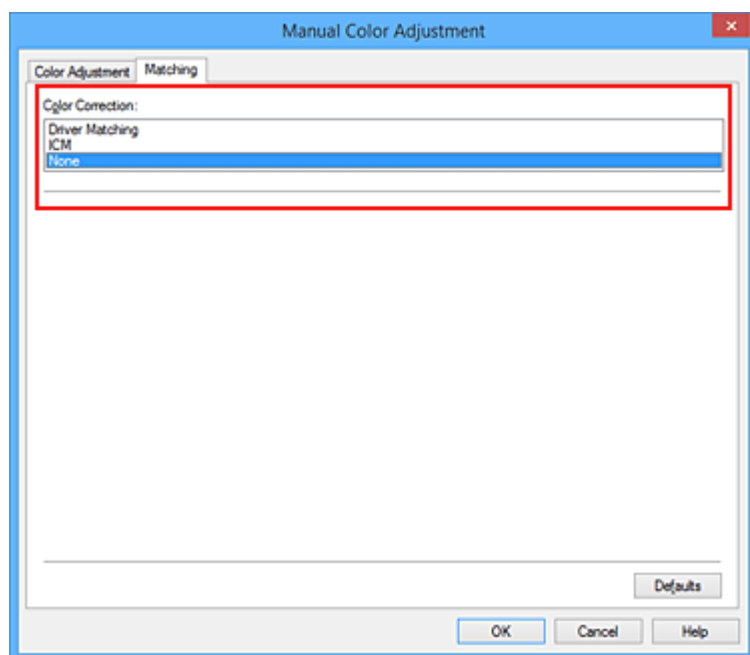 Manual Color Adjustment
Color Adjustment Matching
Color Correction:
Driver Matching
ICM
None
Defaults
OK Cancel Help